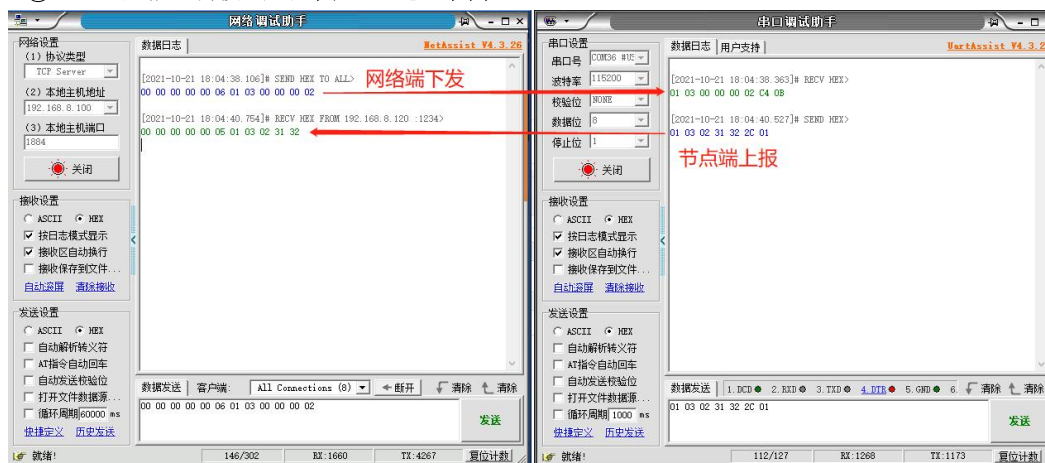 网络调试助手
网络设置
(1) 协议类型
TCP Server
(2) 本地主机地址
192.168.8.100
(3) 本地主机端口
1884
关闭
接收设置
ASCII HEX
按日志模式显示
接收区自动换行
接收保存到文件...
自动滚屏 清除接收
发送设置
ASCII HEX
自动解析转义符
AT指令自动回车
自动发送校验位
打开文件数据源...
循环周期 60000 ms
快捷定义 历史发送
数据日志
NetAssist V4.3.26
[2021-10-21 18:04:38.106]# SEND HEX TO ALL>
网络端下发
00 00 00 00 00 06 01 03 00 00 00 02
[2021-10-21 18:04:40.754]# RECV HEX FROM 192.168.8.120 :1234>
00 00 00 00 00 05 01 03 02 31 32
数据发送 客户端: All Connections (8) 断开 清除 清除
00 00 00 00 00 06 01 03 00 00 00 02
发送
就绪! 146/302 RX:1660 TX:4267 复位计数
串口调试助手
串口设置
串口号 COM36 #US
波特率 115200
校验位 NONE
数据位 8
停止位 1
关闭
接收设置
ASCII HEX
按日志模式显示
接收区自动换行
接收保存到文件...
自动滚屏 清除接收
发送设置
ASCII HEX
自动解析转义符
AT指令自动回车
自动发送校验位
打开文件数据源...
循环周期 1000 ms
快捷定义 历史发送
数据日志 用户支持
UartAssist V4.3.2
[2021-10-21 18:04:38.363]# RECV HEX>
01 03 00 00 00 02 C4 0B
[2021-10-21 18:04:40.527]# SEND HEX>
01 03 02 31 32 2C 01
节点端上报
数据发送 1.DCD 2.RXD 3.TXD 4.DTR 5.GND 6. 清除 清除
01 03 02 31 32 2C 01
发送
就绪! 112/127 RX:1268 TX:1173 复位计数